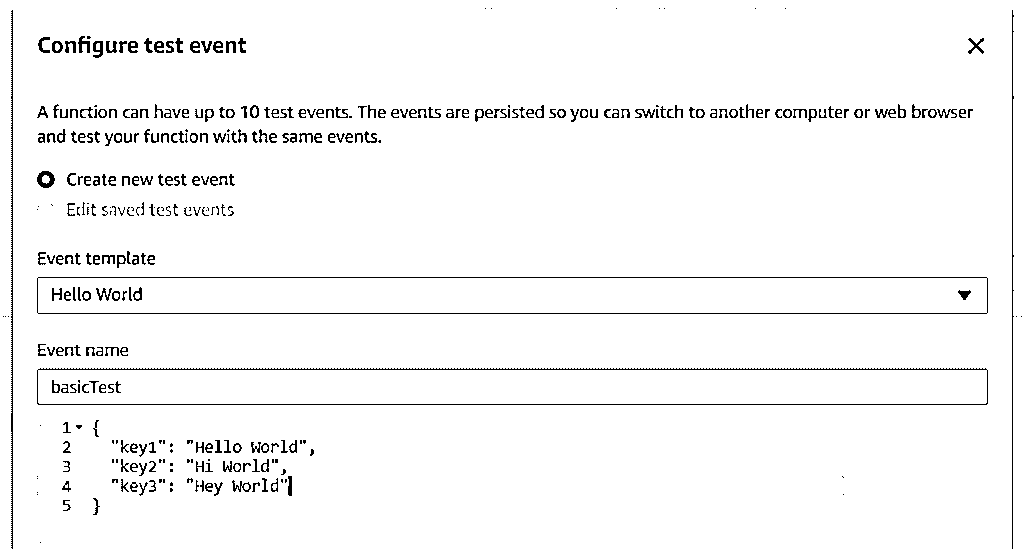 Configure test event
A function can have up to 10 test events. The events are persisted so you can switch to another computer or web browser
and test your function with the same events.
Create new test event
Edit saved test events
Event template
Hello World
Event name
basicTest
1 {
2 "key1": "Hello World",
3 "key2": "Hi World",
4 "key3": "Hey World"
5 }